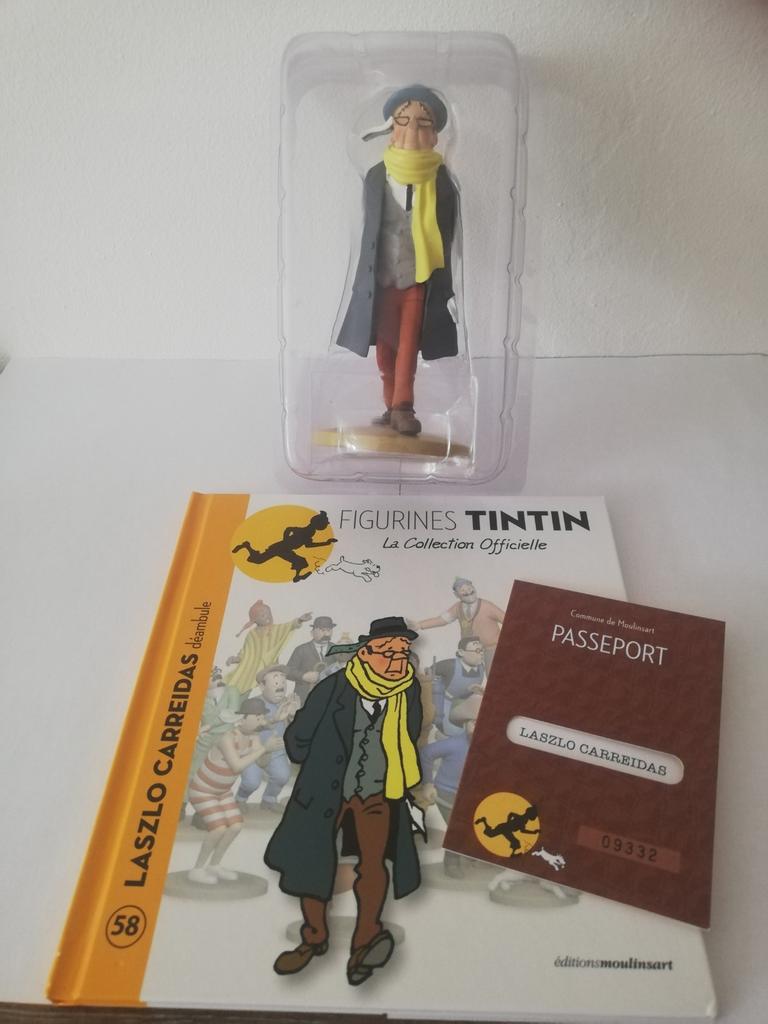 FIGURINES TINTIN
La Collection Officielle
58 LASZLO CARREIDAS déambule
Commune de Moulinsart
PASSEPORT
LASZLO CARREIDAS
09332
éditionsmoulinsart